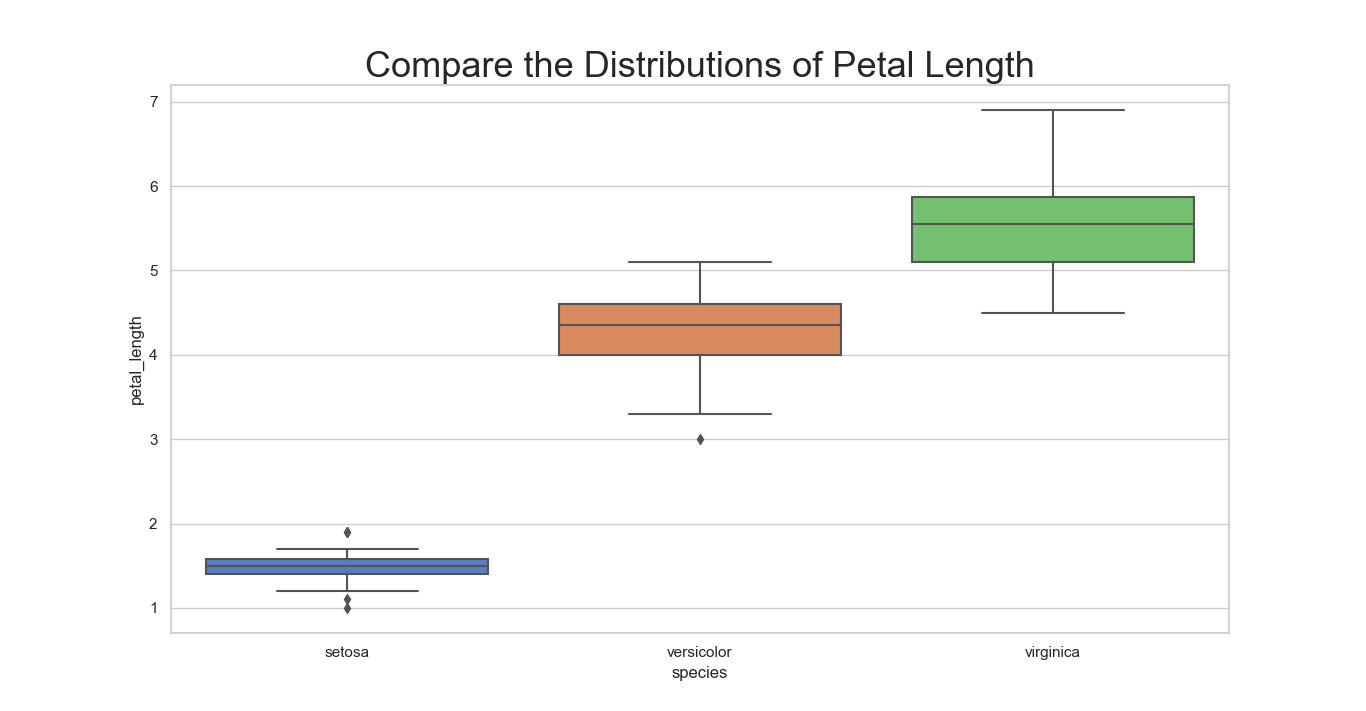 Compare the Distributions of Petal Length
7
6
5
4
3
2
1
petal_length
setosa
versicolor
virginica
species